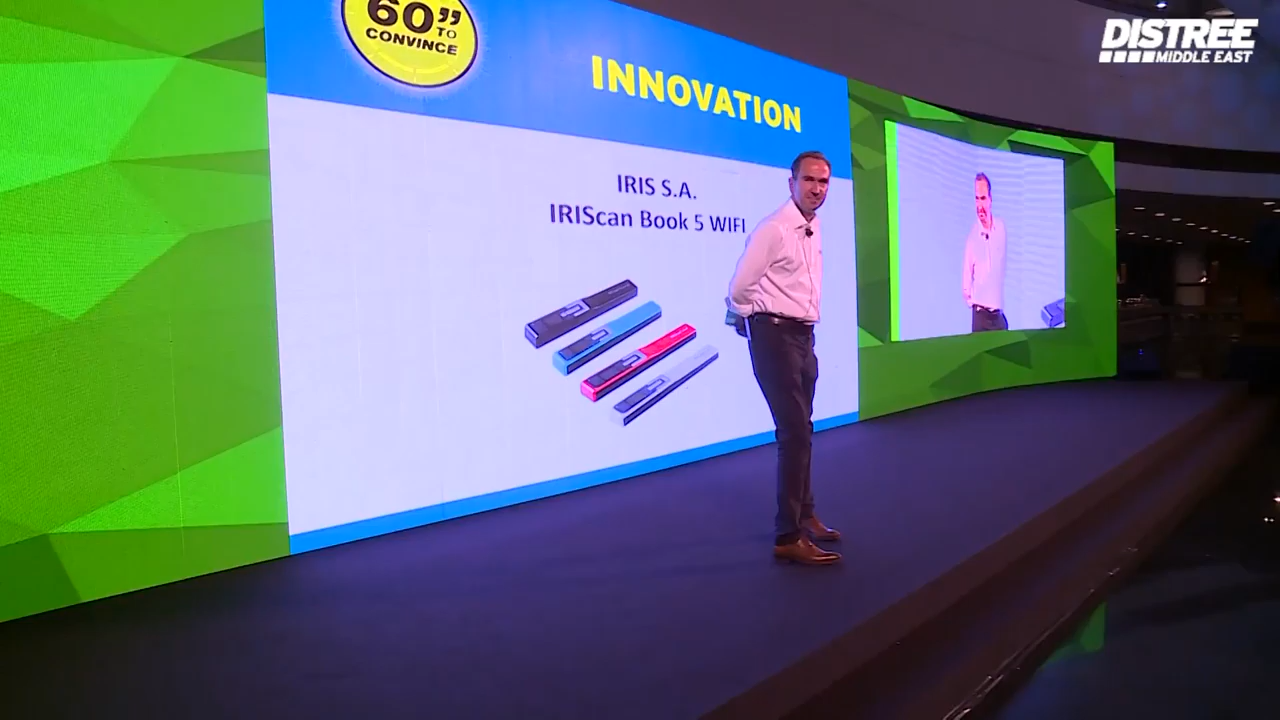 60”
TO
CONVINCE
INNOVATION
IRIS S.A.
IRIScan Book 5 WIFI
DISTREE
MIDDLE EAST